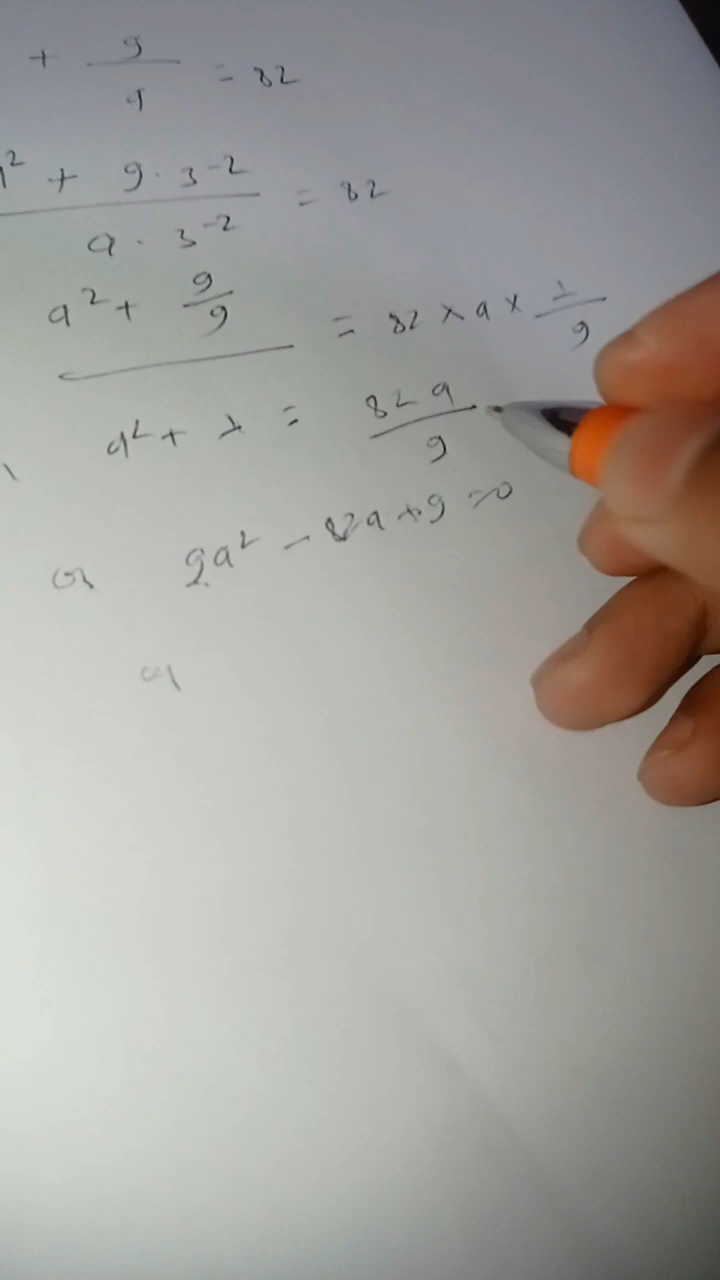 + 9/a = 82
a² + 9 · 3⁻² / a · 3⁻² = 82
a² + 9/9 = 82 × a × 1/9
a² + 1 = 82a/9
or 9a² - 82a + 9 = 0
or